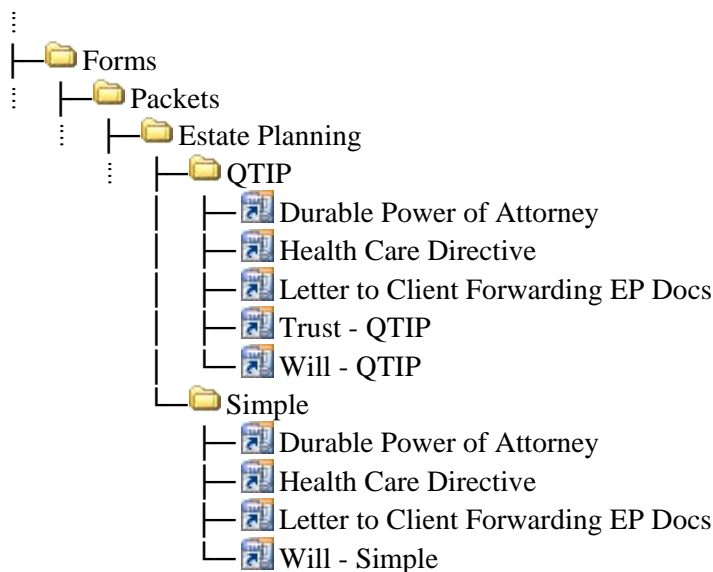 Forms
Packets
Estate Planning
QTIP
Durable Power of Attorney
Health Care Directive
Letter to Client Forwarding EP Docs
Trust - QTIP
Will - QTIP
Simple
Durable Power of Attorney
Health Care Directive
Letter to Client Forwarding EP Docs
Will - Simple